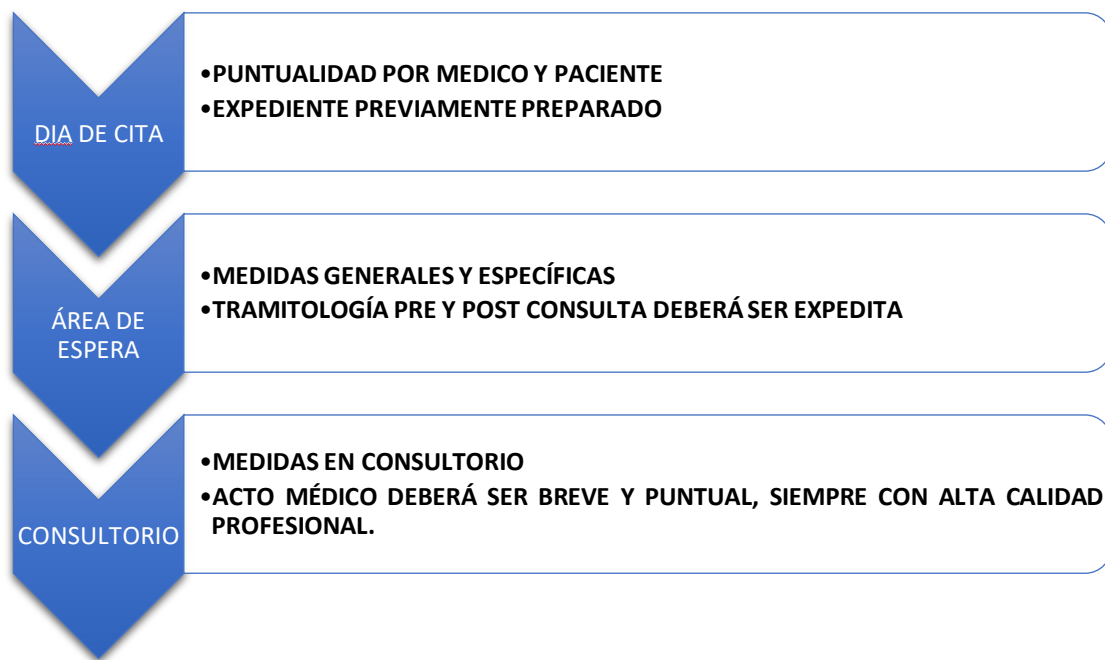 DIA DE CITA
•PUNTUALIDAD POR MEDICO Y PACIENTE
•EXPEDIENTE PREVIAMENTE PREPARADO
ÁREA DE
ESPERA
•MEDIDAS GENERALES Y ESPECÍFICAS
•TRAMITOLOGÍA PRE Y POST CONSULTA DEBERÁ SER EXPEDITA
CONSULTORIO
•MEDIDAS EN CONSULTORIO
•ACTO MÉDICO DEBERÁ SER BREVE Y PUNTUAL, SIEMPRE CON ALTA CALIDAD
PROFESIONAL.